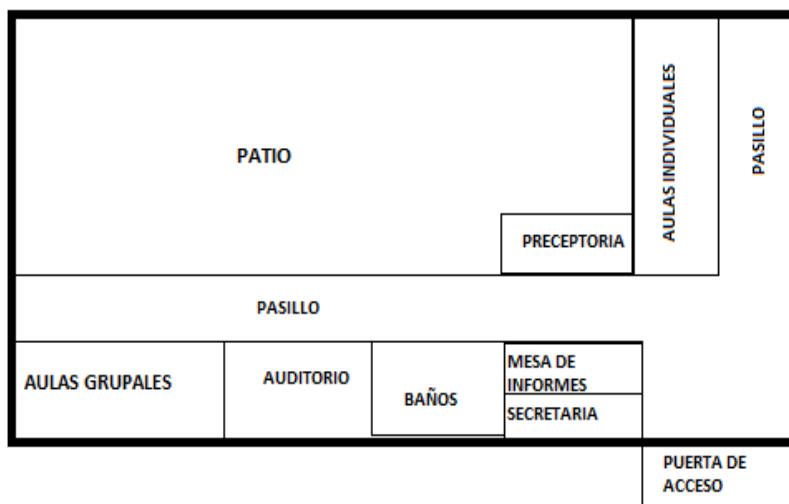 PATIO
AULAS INDIVIDUALES
PASILLO
PRECEPTORIA
PASILLO
AULAS GRUPALES
AUDITORIO
BAÑOS
MESA DE
INFORMES
SECRETARIA
PUERTA DE
ACCESO